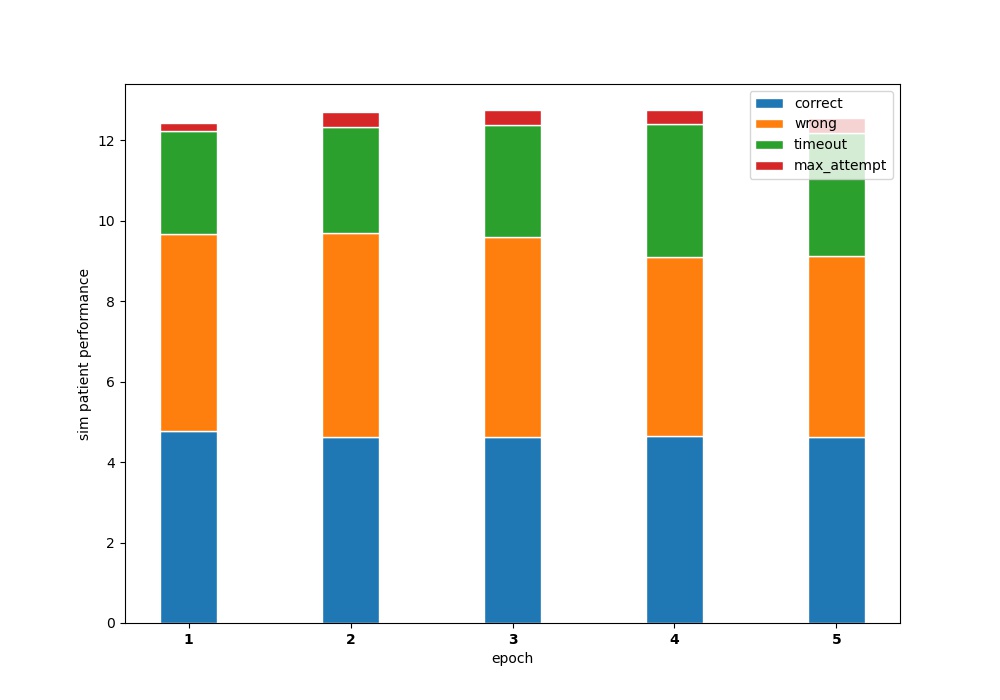 correct
wrong
timeout
max_attempt
12
10
8
6
4
2
0
sim patient performance
1 2 3 4 5
epoch